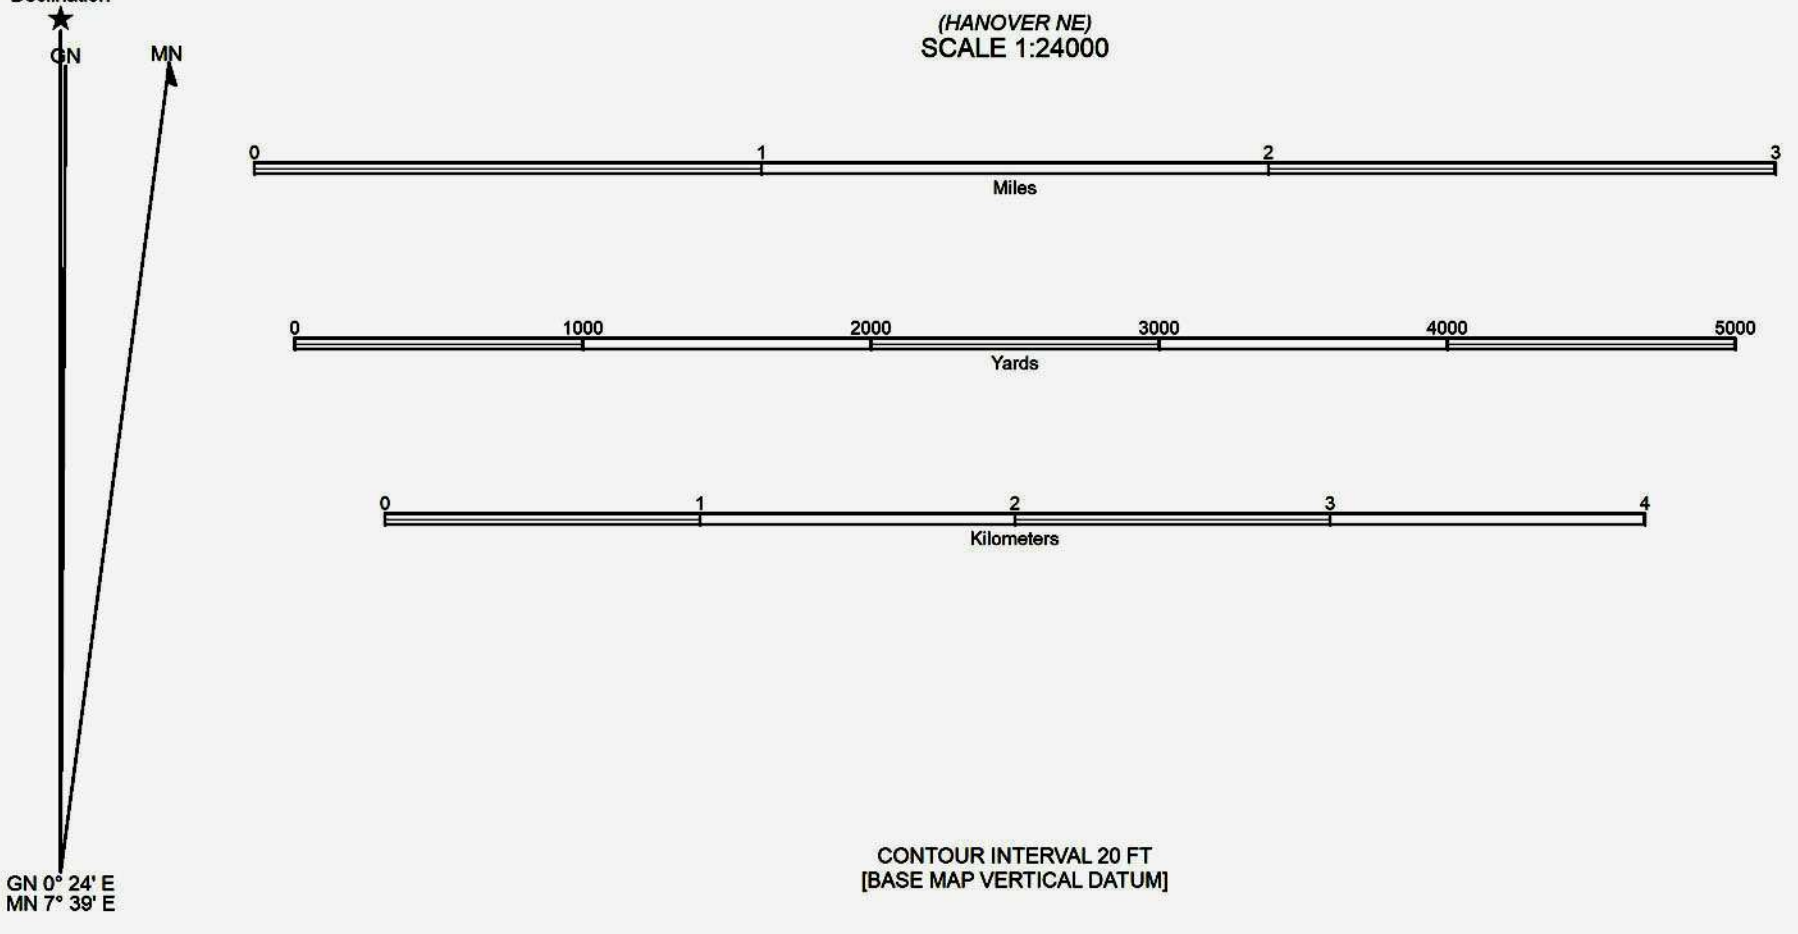 GN MN
(HANOVER NE)
SCALE 1:24000
0 1 2 3
Miles
0 1000 2000 3000 4000 5000
Yards
0 1 2 3 4
Kilometers
CONTOUR INTERVAL 20 FT
[BASE MAP VERTICAL DATUM]
GN 0° 24' E
MN 7° 39' E